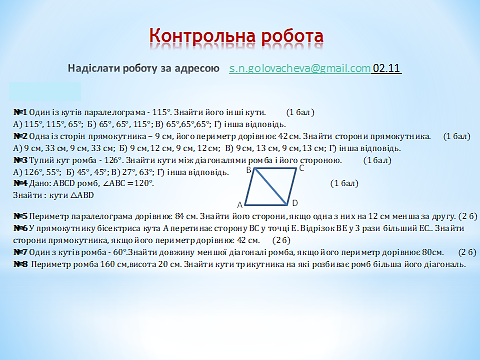 Контрольна робота
Надіслати роботу за адресою s.n.golovacheva@gmail.com 02.11
№1 Один із кутів паралелограма - 115°. Знайти його інші кути. (1 бал)
А) 115°, 115°, 65°; Б) 65°, 65°, 115°; В) 65°,65°,65°; Г) інша відповідь.
№2 Одна із сторін прямокутника – 9 см, його периметр дорівнює 42 см. Знайти сторони прямокутника. (1 бал)
А) 9 см, 33 см, 9 см, 33 см; Б) 9 см,12 см, 9 см, 12 см; В) 9 см, 13 см, 9 см,13 см; Г) інша відповідь.
№3 Тупий кут ромба - 126°. Знайти кути між діагоналями ромба і його стороною. (1 бал)
А) 126°, 55°; Б) 45°, 45°; В) 27°, 63°; Г) інша відповідь.
№4 Дано: ABCD ромб, ∠ABC =120°. (1 бал)
Знайти : кути △ABD
B C
A D
№5 Периметр паралелограма дорівнює 84 см. Знайти його сторони, якщо одна з них на 12 см менша за другу. (2 б)
№6 У прямокутнику бісектриса кута А перетинає сторону ВС у точці Е. Відрізок ВЕ у 3 рази більший ЕС. Знайти
сторони прямокутника, якщо його периметр дорівнює 42 см. (2 б)
№7 Один з кутів ромба - 60°.Знайти довжину меншої діагоналі ромба, якщо його периметр дорівнює 80см. (2 б)
№8 Периметр ромба 160 см,висота 20 см. Знайти кути трикутника на які розбиває ромб більша його діагональ.